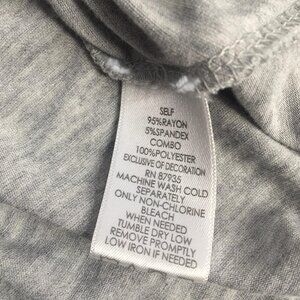 SELF
95%RAYON
5%SPANDEX
COMBO
100%POLYESTER
EXCLUSIVE OF DECORATION
RN 87935
MACHINE WASH COLD
SEPARATELY
ONLY NON-CHLORINE
BLEACH
WHEN NEEDED
TUMBLE DRY LOW
REMOVE PROMPTLY
LOW IRON IF NEEDED